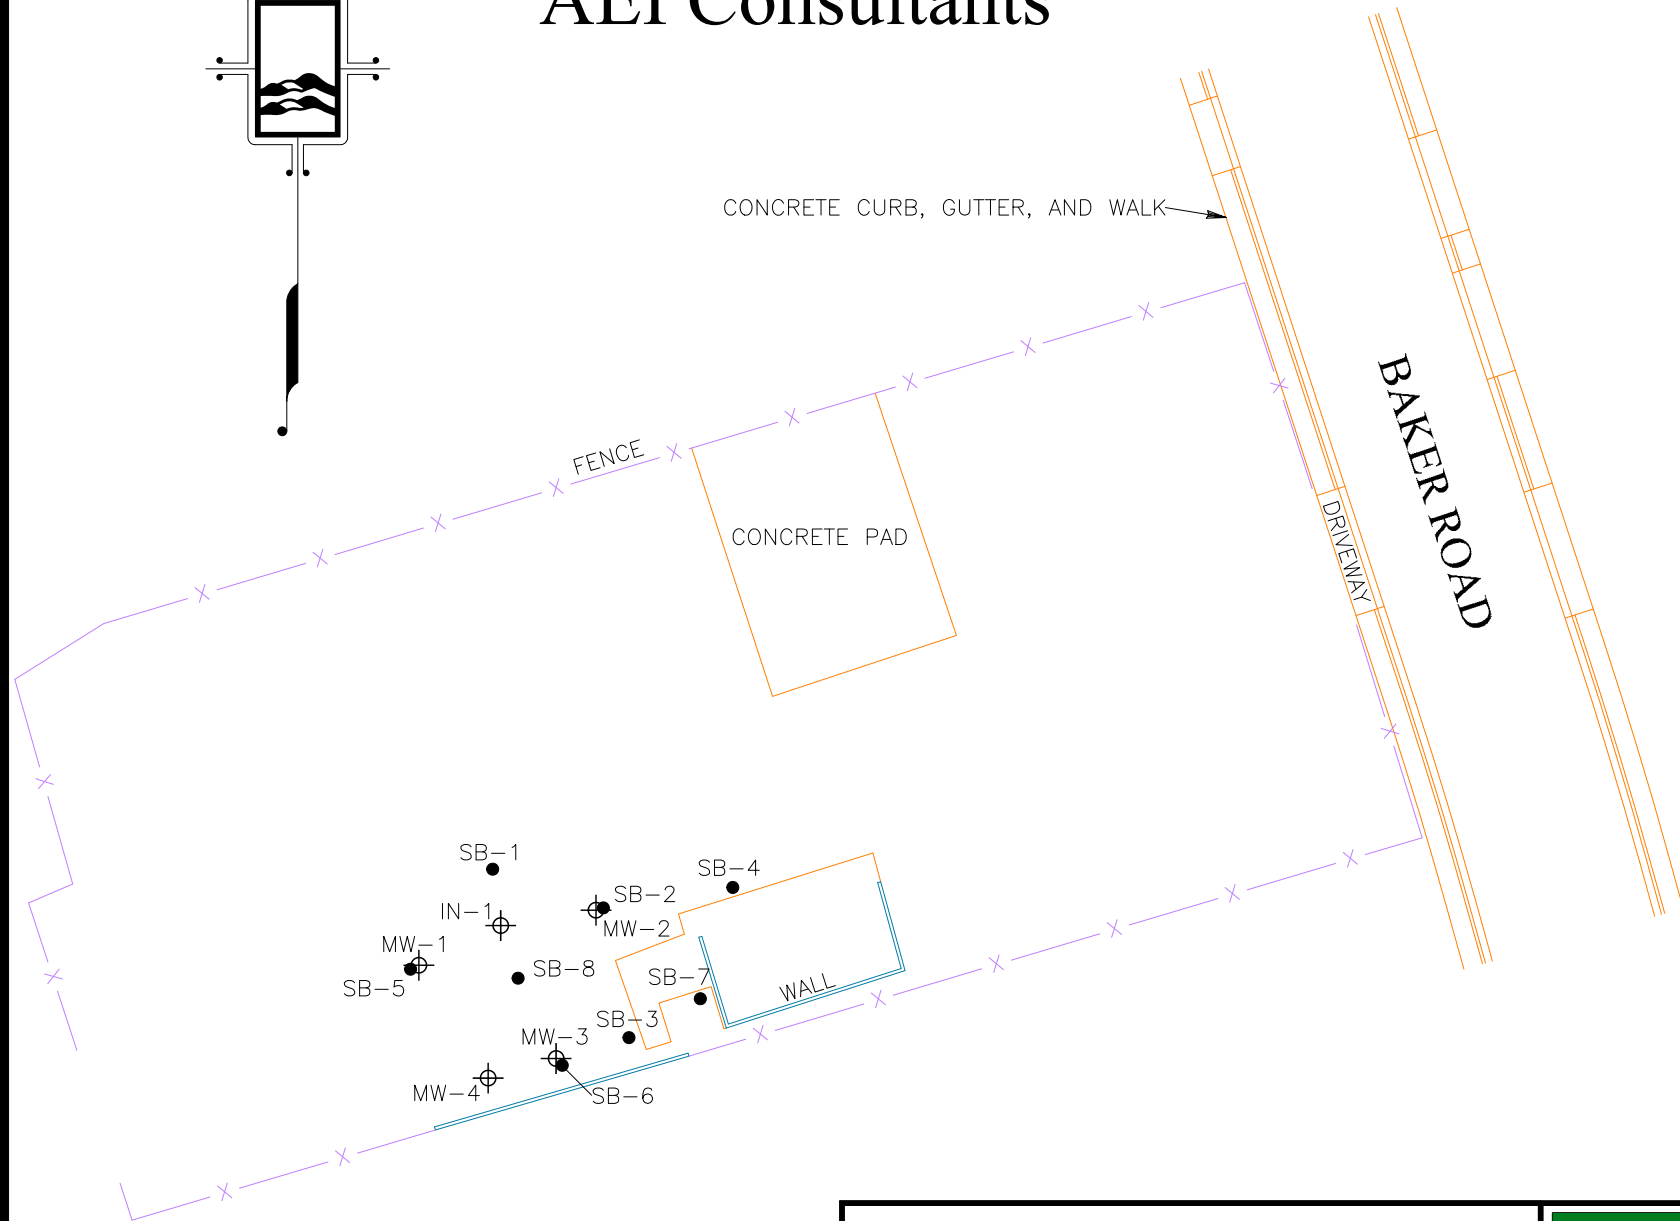 AEI Consultants
CONCRETE CURB, GUTTER, AND WALK
BAKER ROAD
FENCE
CONCRETE PAD
DRIVEWAY
SB-1
SB-4
SB-2
IN-1
MW-2
MW-1
SB-8
SB-7
SB-5
WALL
SB-3
MW-3
MW-4
SB-6